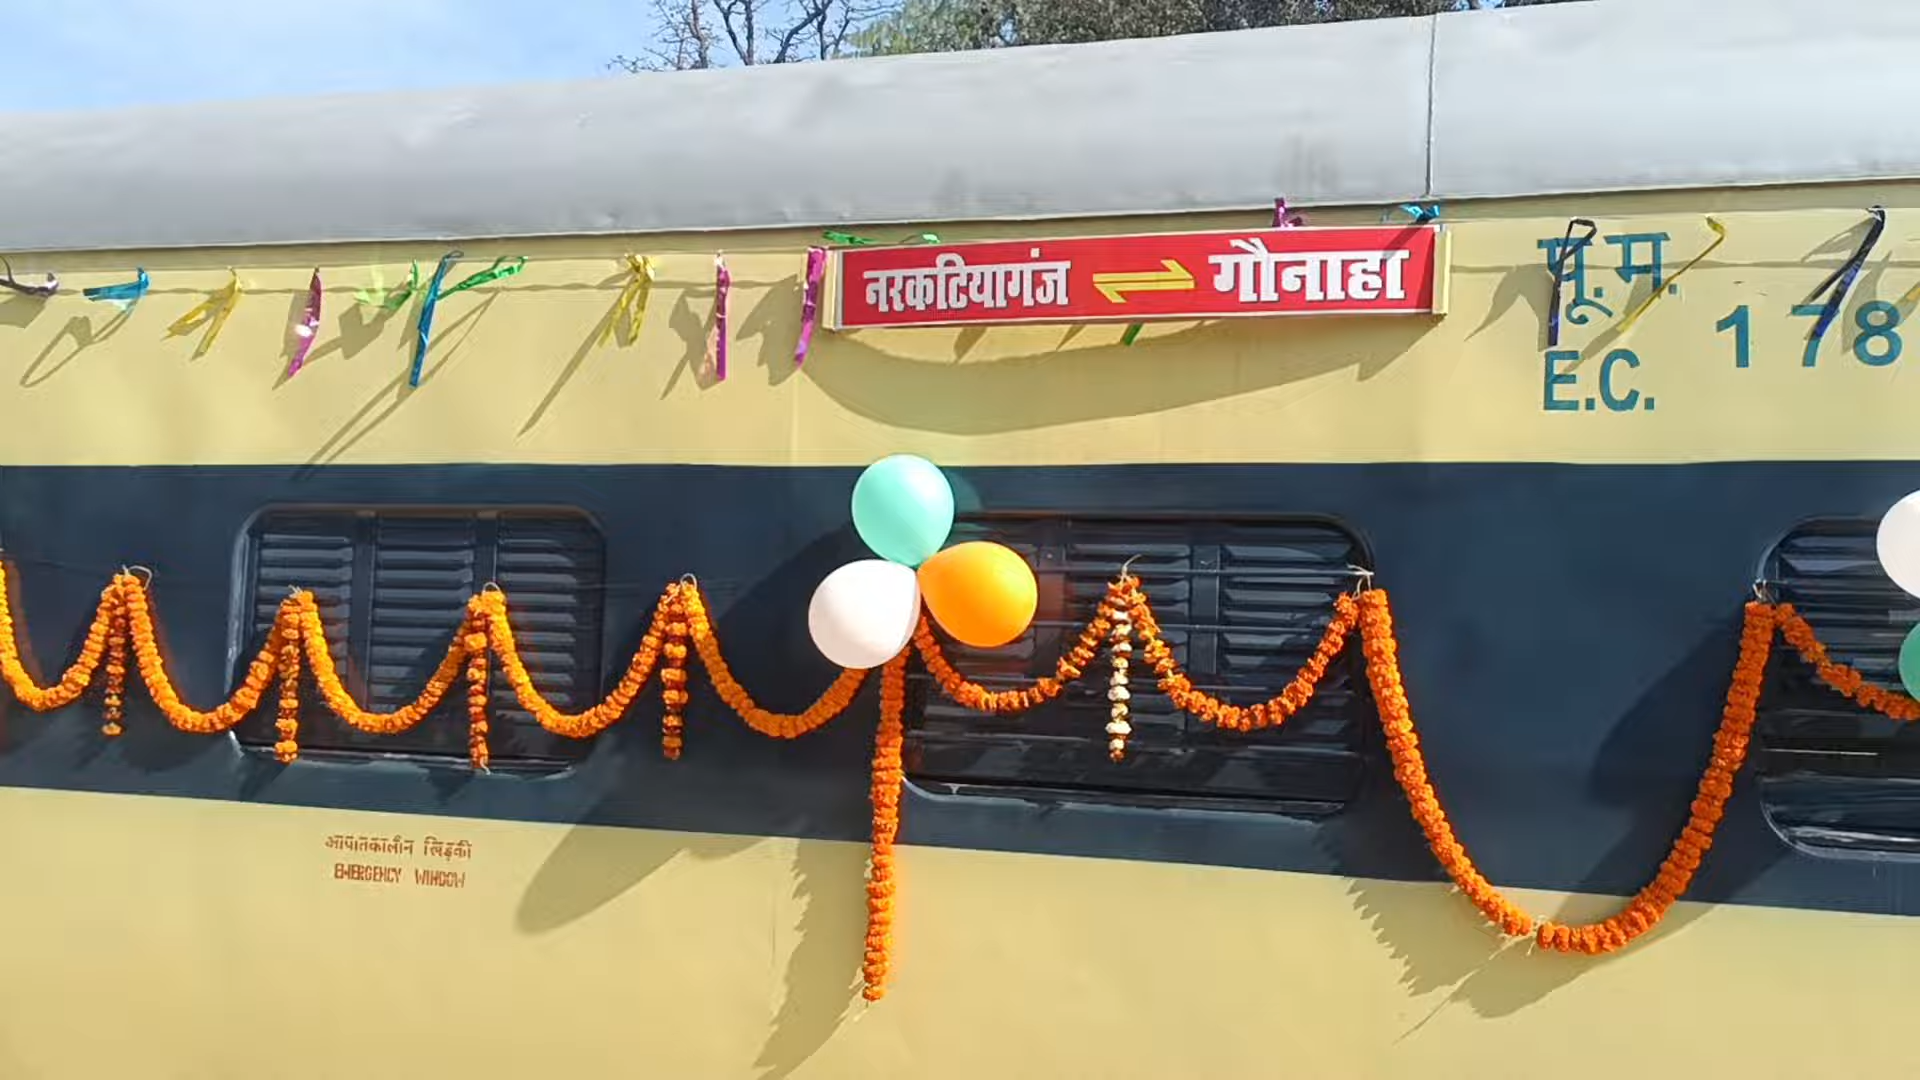 नरकटियागंज ⇌ गौनाहा
पू.म.
E.C.
178
आपातकालीन खिड़की
EMERGENCY WINDOW